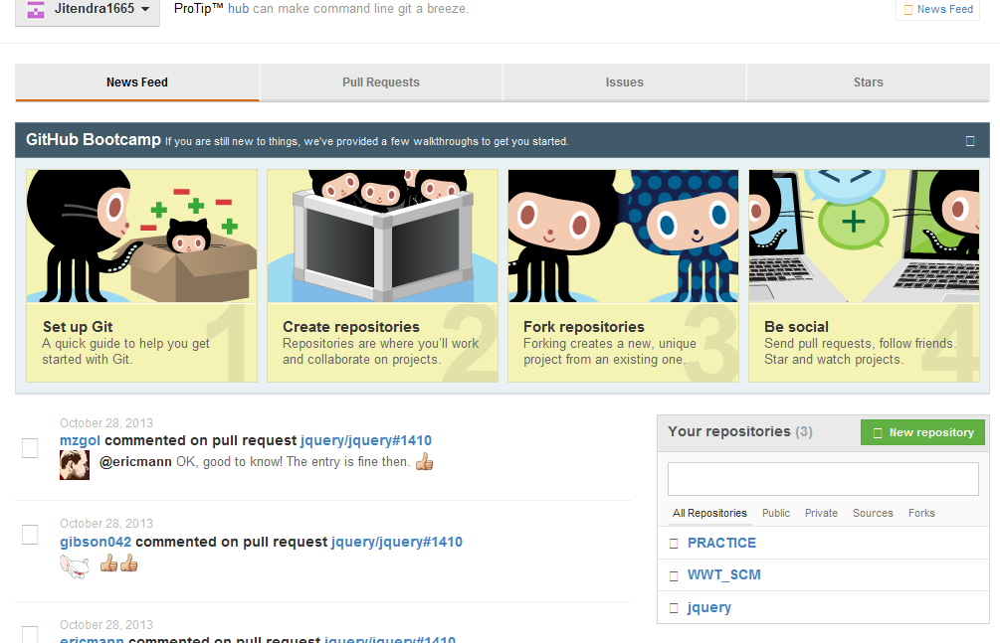 Jitendra1665
ProTip™ hub can make command line git a breeze.
News Feed
News Feed
Pull Requests
Issues
Stars
GitHub Bootcamp If you are still new to things, we've provided a few walkthroughs to get you started.
1
Set up Git
A quick guide to help you get
started with Git.
2
Create repositories
Repositories are where you'll work
and collaborate on projects.
3
Fork repositories
Forking creates a new, unique
project from an existing one.
4
Be social
Send pull requests, follow friends.
Star and watch projects.
October 28, 2013
mzgol commented on pull request jquery/jquery#1410
@ericmann OK, good to know! The entry is fine then.
October 28, 2013
gibson042 commented on pull request jquery/jquery#1410
October 28, 2013
ericmann commented on pull request jquery/jquery#1410
Your repositories (3)
New repository
All Repositories
Public
Private
Sources
Forks
PRACTICE
WWT_SCM
jquery